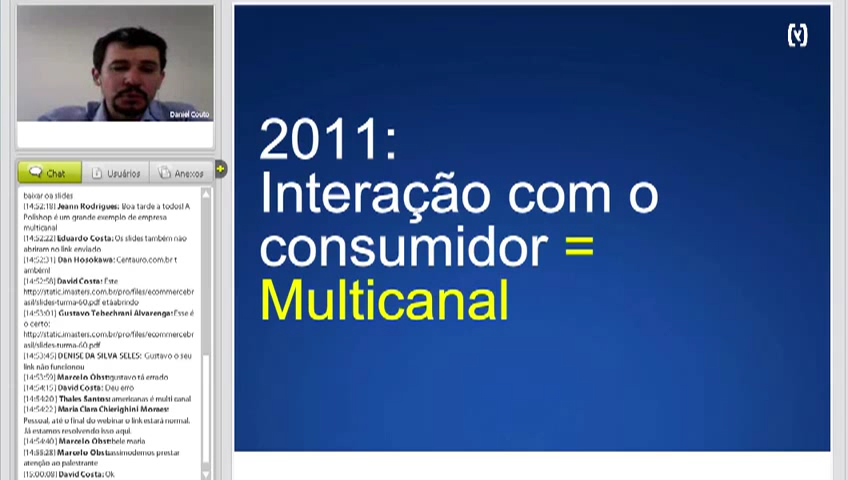 Daniel Couto
Chat
Usuários
Anexos
baixar os slides
[14:52:18] Jeann Rodrigues: Boa tarde a todos! A
Polishop é um grande exemplo de empresa
multicanal
[14:52:22] Eduardo Costa: Os slides também não
abriram no link enviado
[14:52:31] Dan Hosokawa: Centauro.com.br t
ambém!
[14:52:58] David Costa: Este
http://static.imasters.com.br/pro/files/ecommercebr
asil/slides-turma-60.pdf etáabrindo
[14:53:01] Gustavo Tebechrani Alvarenga: Esse é
o certo:
http://static.imasters.com.br/pro/files/ecommercebr
asil/slides-turma-60.pdf
[14:53:45] DENISE DA SILVA SELES: Gustavo o seu
link não funcionou
[14:53:59] Marcelo Obst: gustavo tá errado
[14:54:15] David Costa: Deu erro
[14:54:20] Thales Santos: americanas é multi canal
[14:54:22] Maria Clara Chierighini Moraes:
Pessoal, até o final do webinar o link estará normal.
Já estamos resolvendo isso aqui.
[14:54:40] Marcelo Obst: bele maria
[14:55:28] Marcelo Obst: assimodemos prestar
atenção ao palestrante
[15:00:08] David Costa: Ok
2011:
Interação com o
consumidor =
Multicanal